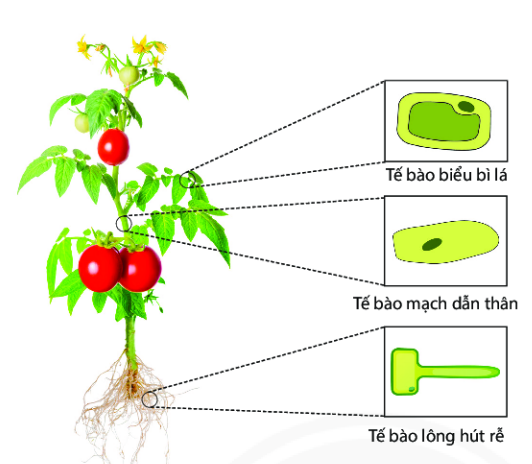 Tế bào biểu bì lá
Tế bào mạch dẫn thân
Tế bào lông hút rễ